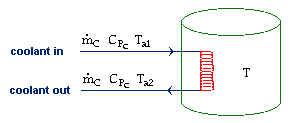 coolant in ṁC CPC Ta1
T
coolant out ṁC CPC Ta2